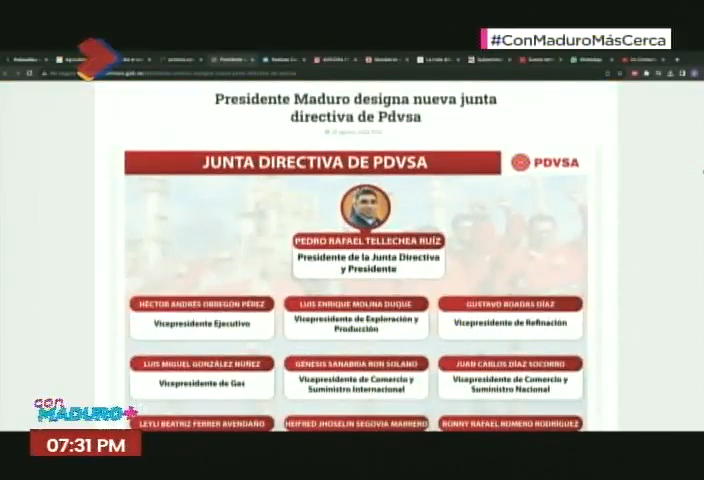 #ConMaduroMásCerca
Presidente Maduro designa nueva junta
directiva de Pdvsa
JUNTA DIRECTIVA DE PDVSA
PDVSA
PEDRO RAFAEL TELLECHEA RUÍZ
Presidente de la Junta Directiva
y Presidente
HÉCTOR ANDRÉS OBREGÓN PÉREZ
Vicepresidente Ejecutivo
LUIS ENRIQUE MOLINA DUQUE
Vicepresidente de Exploración y
Producción
GUSTAVO BOADAS DÍAZ
Vicepresidente de Refinación
LUIS MIGUEL GONZÁLEZ NÚÑEZ
Vicepresidente de Gas
GÉNESIS SANABRIA RON SOLANO
Vicepresidente de Comercio y
Suministro Internacional
JUAN CARLOS DÍAZ SOCORRO
Vicepresidente de Comercio y
Suministro Nacional
LEYLI BEATRIZ FERRER AVENDAÑO
HEIFRED JHOSELIN SEGOVIA MARRERO
RONNY RAFAEL ROMERO RODRÍGUEZ
con
MADURO+
07:31 PM